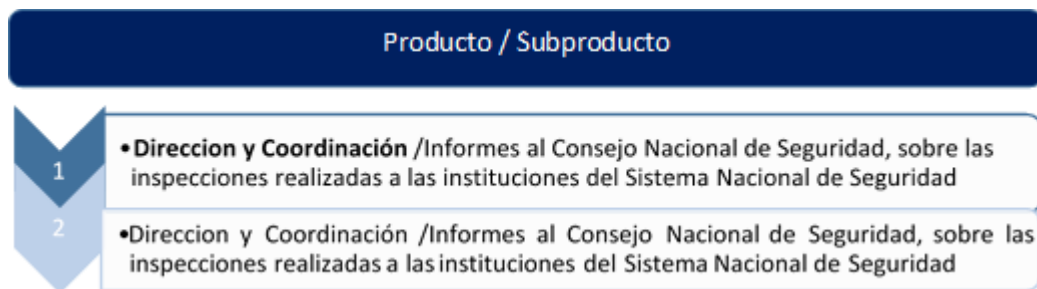 Producto / Subproducto
1
•Direccion y Coordinación /Informes al Consejo Nacional de Seguridad, sobre las
inspecciones realizadas a las instituciones del Sistema Nacional de Seguridad
2
•Direccion y Coordinación /Informes al Consejo Nacional de Seguridad, sobre las
inspecciones realizadas a las instituciones del Sistema Nacional de Seguridad